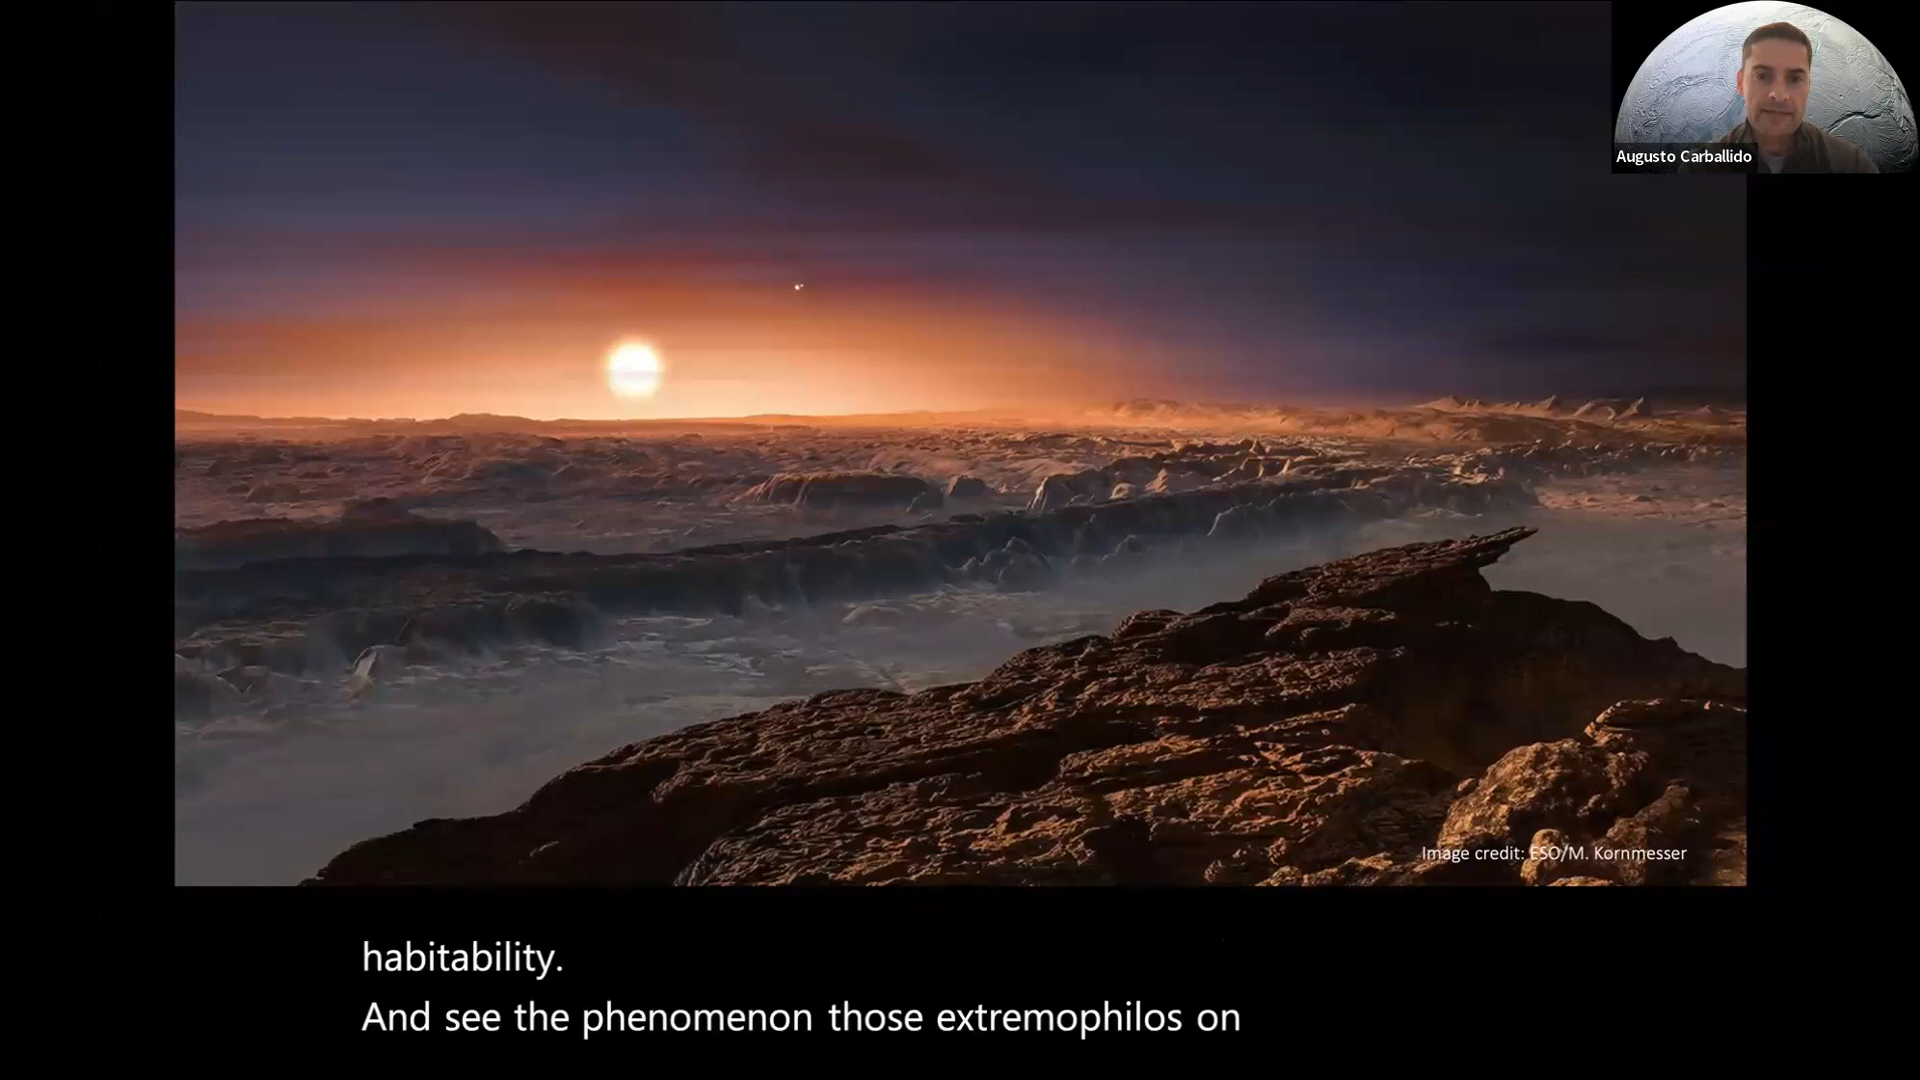 Augusto Carballido
Image credit: ESO/M. Kornmesser
habitability.
And see the phenomenon those extremophilos on